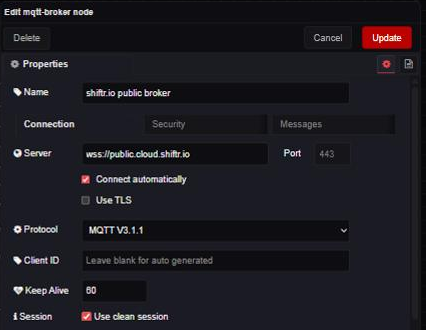 Edit mqtt-broker node
Delete Cancel Update
Properties
Name shiftr.io public broker
Connection Security Messages
Server wss://public.cloud.shiftr.io Port 443
Connect automatically
Use TLS
Protocol MQTT V3.1.1
Client ID Leave blank for auto generated
Keep Alive 60
Session Use clean session